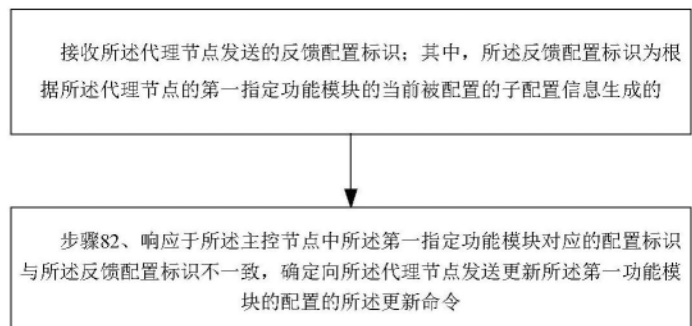 接收所述代理节点发送的反馈配置标识；其中，所述反馈配置标识为根
据所述代理节点的第一指定功能模块的当前被配置的子配置信息生成的
步骤82、响应于所述主控节点中所述第一指定功能模块对应的配置标识
与所述反馈配置标识不一致，确定向所述代理节点发送更新所述第一功能模
块的配置的所述更新命令